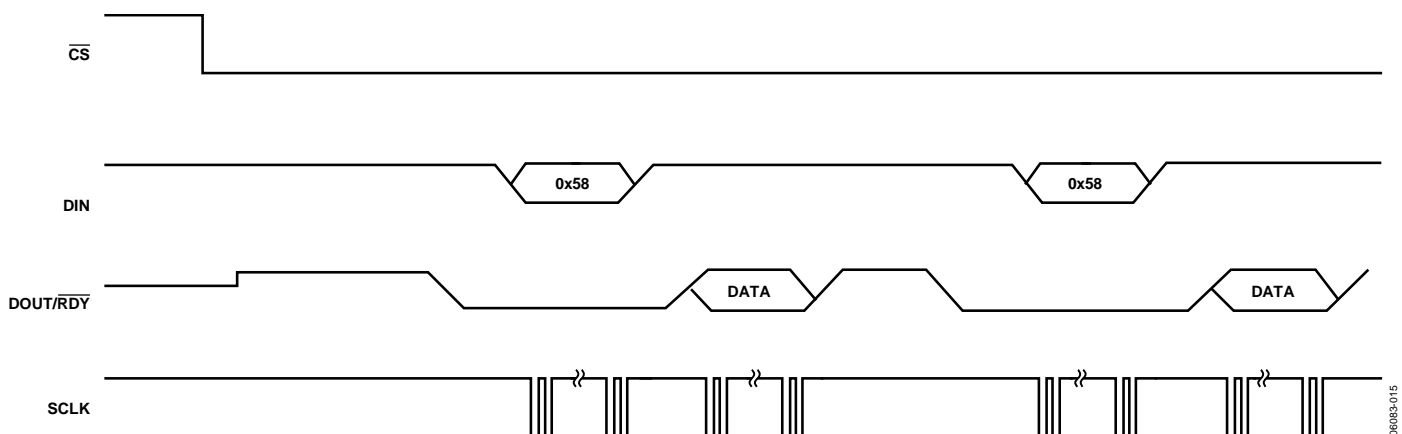 CS
DIN
0x58
0x58
DOUT/RDY
DATA
DATA
SCLK
06083-015